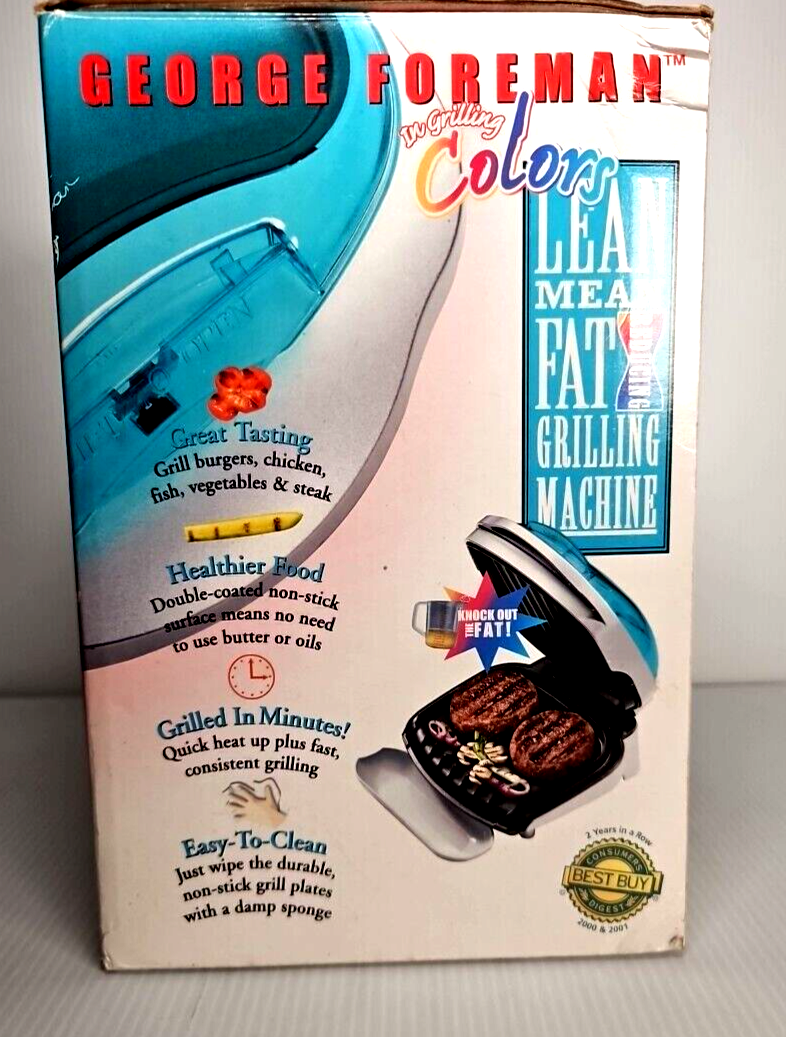 GEORGE FOREMAN™
In Grilling
Colors
LEAN
MEA
FAT
REDUCING
GRILLING
MACHINE
OPEN
Great Tasting
Grill burgers, chicken,
fish, vegetables & steak
Healthier Food
Double-coated non-stick
surface means no need
to use butter or oils
KNOCK OUT
THE FAT!
Grilled In Minutes!
Quick heat up plus fast,
consistent grilling
Easy-To-Clean
Just wipe the durable,
non-stick grill plates
with a damp sponge
2 Years in a Row
CONSUMERS
BEST BUY
DIGEST
®
2000 & 2001